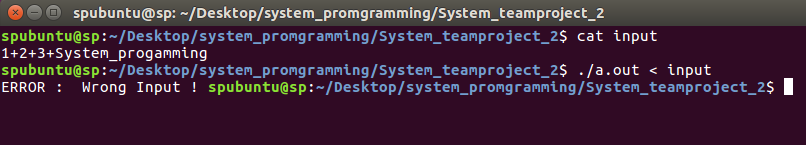 spubuntu@sp: ~/Desktop/system_promgramming/System_teamproject_2
spubuntu@sp:~/Desktop/system_promgramming/System_teamproject_2$ cat input
1+2+3+System_progamming
spubuntu@sp:~/Desktop/system_promgramming/System_teamproject_2$ ./a.out < input
ERROR :  Wrong Input ! spubuntu@sp:~/Desktop/system_promgramming/System_teamproject_2$